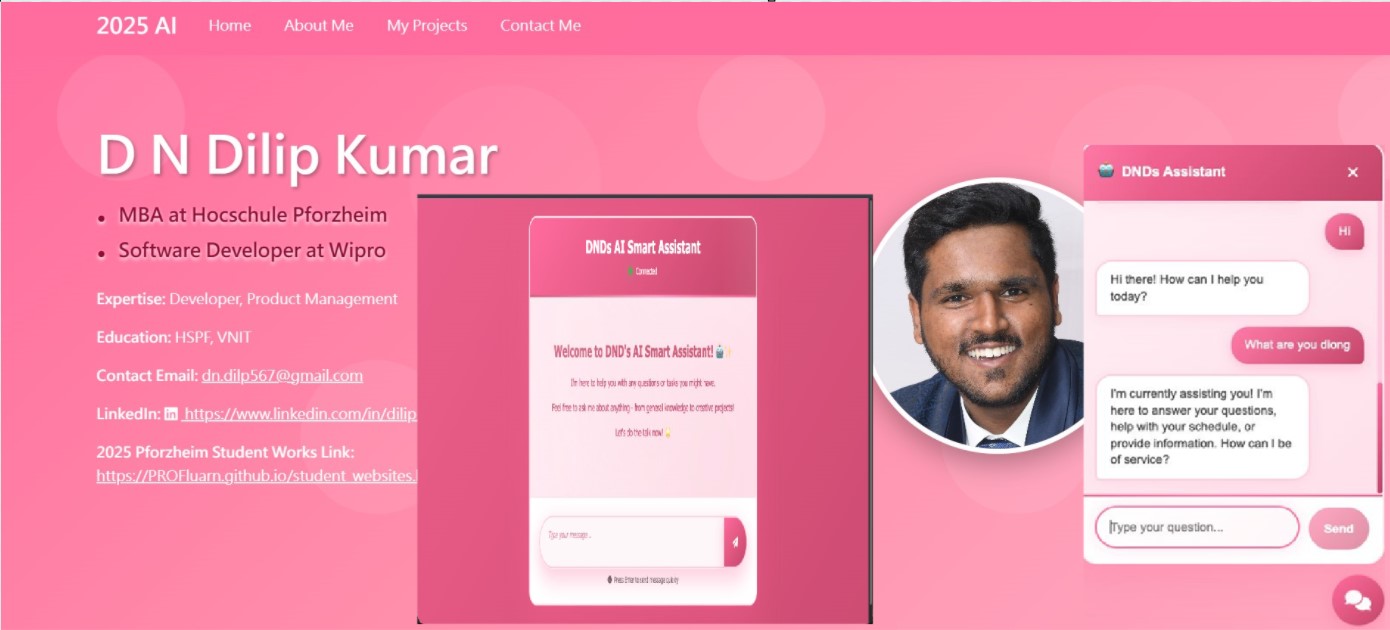 2025 AI Home About Me My Projects Contact Me
D N Dilip Kumar
• MBA at Hocschule Pforzheim
• Software Developer at Wipro
Expertise: Developer, Product Management
Education: HSPF, VNIT
Contact Email: dn.dilp567@gmail.com
LinkedIn: in https://www.linkedin.com/in/dilip
2025 Pforzheim Student Works Link:
https://PROFluarn.github.io/student_websites.
DNDs AI Smart Assistant
Connected
Welcome to DND's AI Smart Assistant!
I'm here to help you with any questions or tasks you might have.
Feel free to ask me about anything - from general knowledge to creative projects!
Let's do the talk now!
Type your message...
Press Enter to send message quickly
DNDs Assistant ×
Hi
Hi there! How can I help you
today?
What are you diong
I'm currently assisting you! I'm
here to answer your questions,
help with your schedule, or
provide information. How can I be
of service?
Type your question...
Send